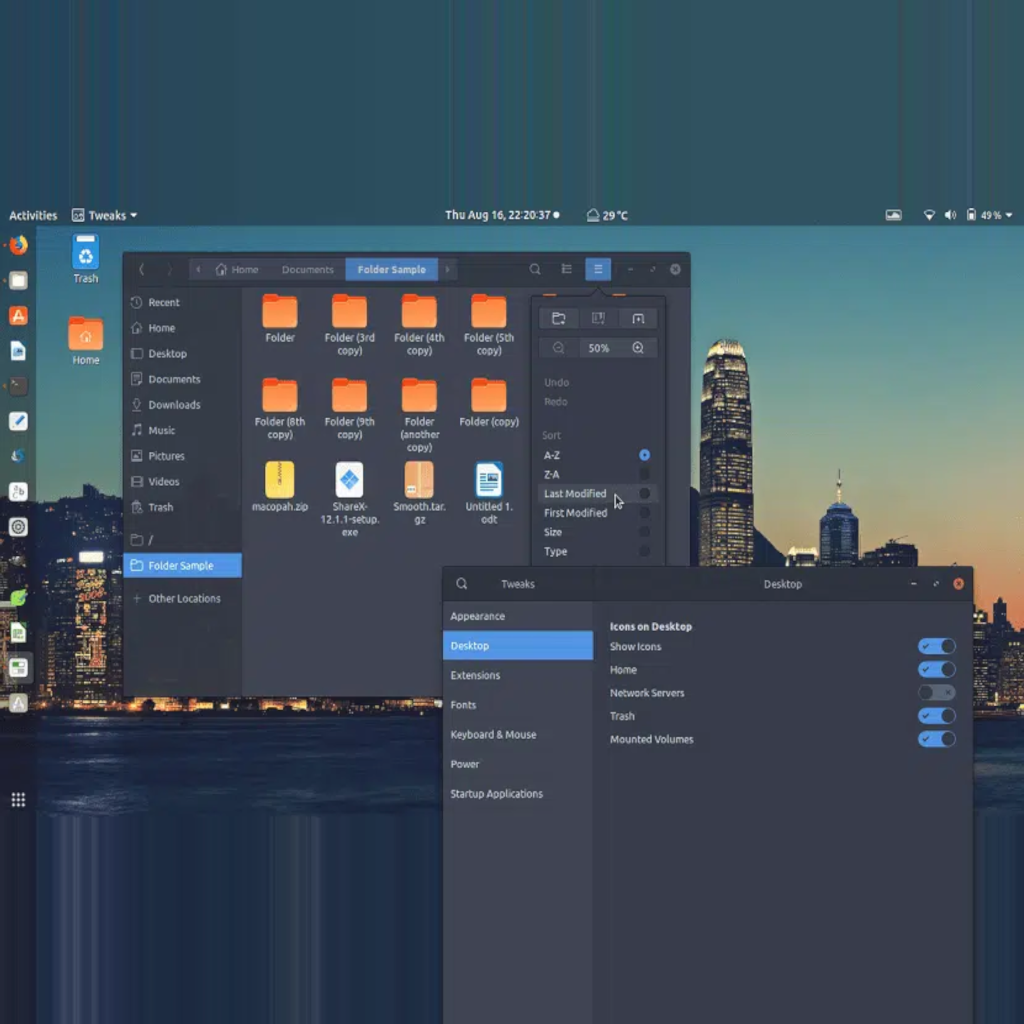 Activities
Tweaks
Thu Aug 16, 22:20:37
29 °C
49 %
Trash
Home
Home
Documents
Folder Sample
Recent
Home
Desktop
Documents
Downloads
Music
Pictures
Videos
Trash
/
Folder Sample
Other Locations
Folder
Folder (3rd
copy)
Folder (4th
copy)
Folder (5th
copy)
Folder (8th
copy)
Folder (9th
copy)
Folder
(another
copy)
Folder (copy)
macopah.zip
ShareX-
12.1.1-setup.
exe
Smooth.tar.
gz
Untitled 1.
odt
50%
Undo
Redo
Sort
A-Z
Z-A
Last Modified
First Modified
Size
Type
Tweaks
Desktop
Appearance
Desktop
Extensions
Fonts
Keyboard & Mouse
Power
Startup Applications
Icons on Desktop
Show Icons
Home
Network Servers
Trash
Mounted Volumes